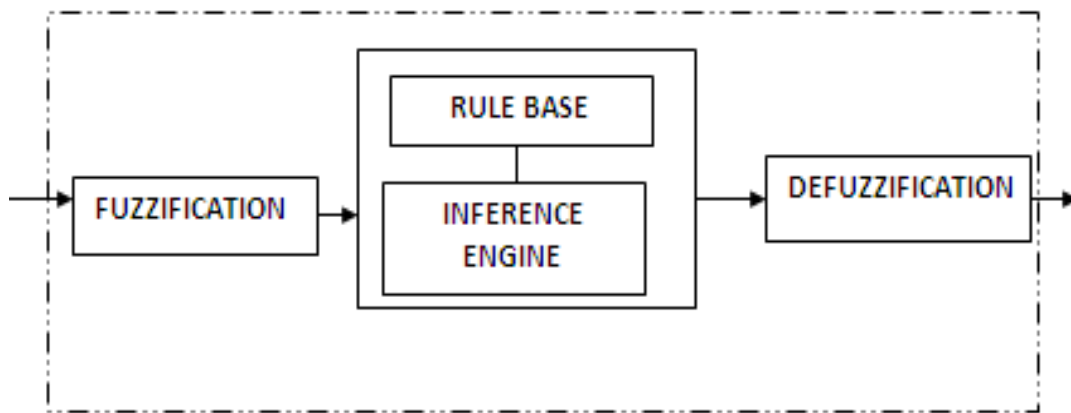 RULE BASE
FUZZIFICATION
INFERENCE
ENGINE
DEFUZZIFICATION